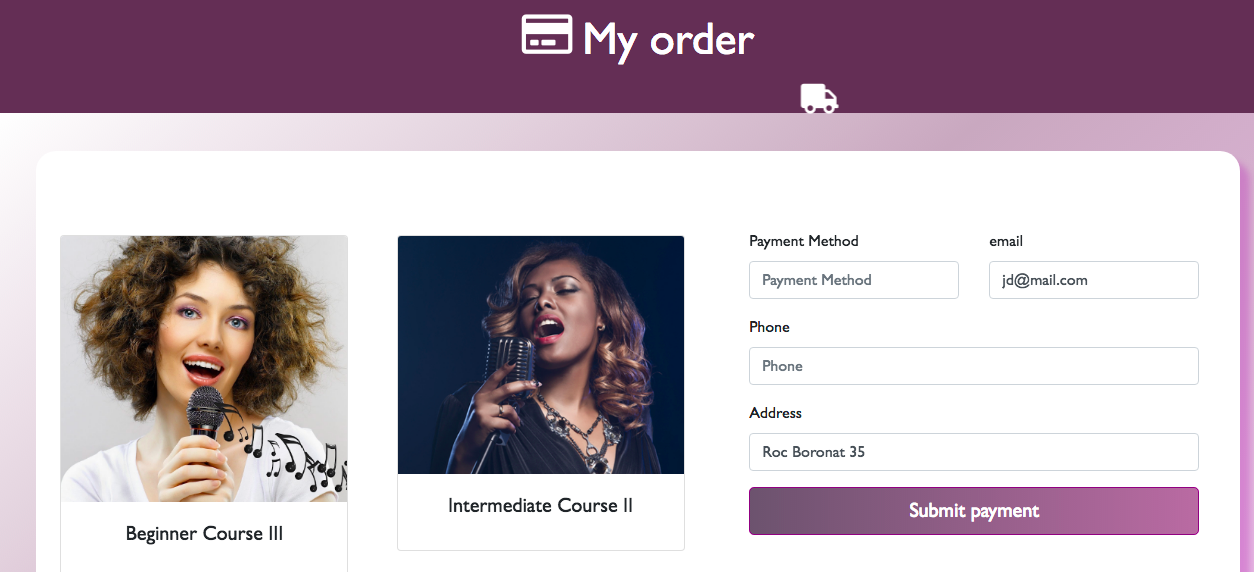 My order
Beginner Course III
Intermediate Course II
Payment Method
email
Payment Method
jd@mail.com
Phone
Phone
Address
Roc Boronat 35
Submit payment